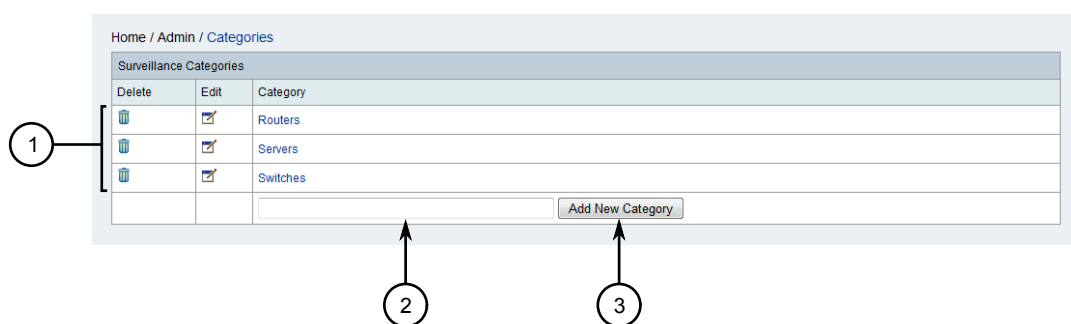 Home / Admin / Categories
Surveillance Categories
Delete Edit Category
Routers
1
Servers
Switches
Add New Category
2 3